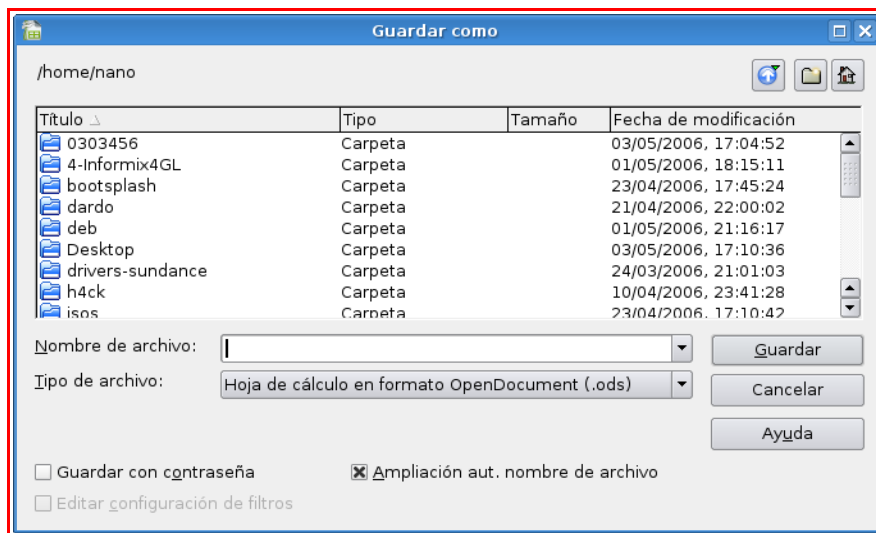 Guardar como
/home/nano
Título Tipo Tamaño Fecha de modificación
0303456 Carpeta 03/05/2006, 17:04:52
4-Informix4GL Carpeta 01/05/2006, 18:15:11
bootsplash Carpeta 23/04/2006, 17:45:24
dardo Carpeta 21/04/2006, 22:00:02
deb Carpeta 01/05/2006, 21:16:17
Desktop Carpeta 03/05/2006, 17:10:36
drivers-sundance Carpeta 24/03/2006, 21:01:03
h4ck Carpeta 10/04/2006, 23:41:28
isos Carpeta 23/04/2006, 17:10:42
Nombre de archivo: Guardar
Tipo de archivo: Hoja de cálculo en formato OpenDocument (.ods) Cancelar
Ayuda
Guardar con contraseña Ampliación aut. nombre de archivo
Editar configuración de filtros